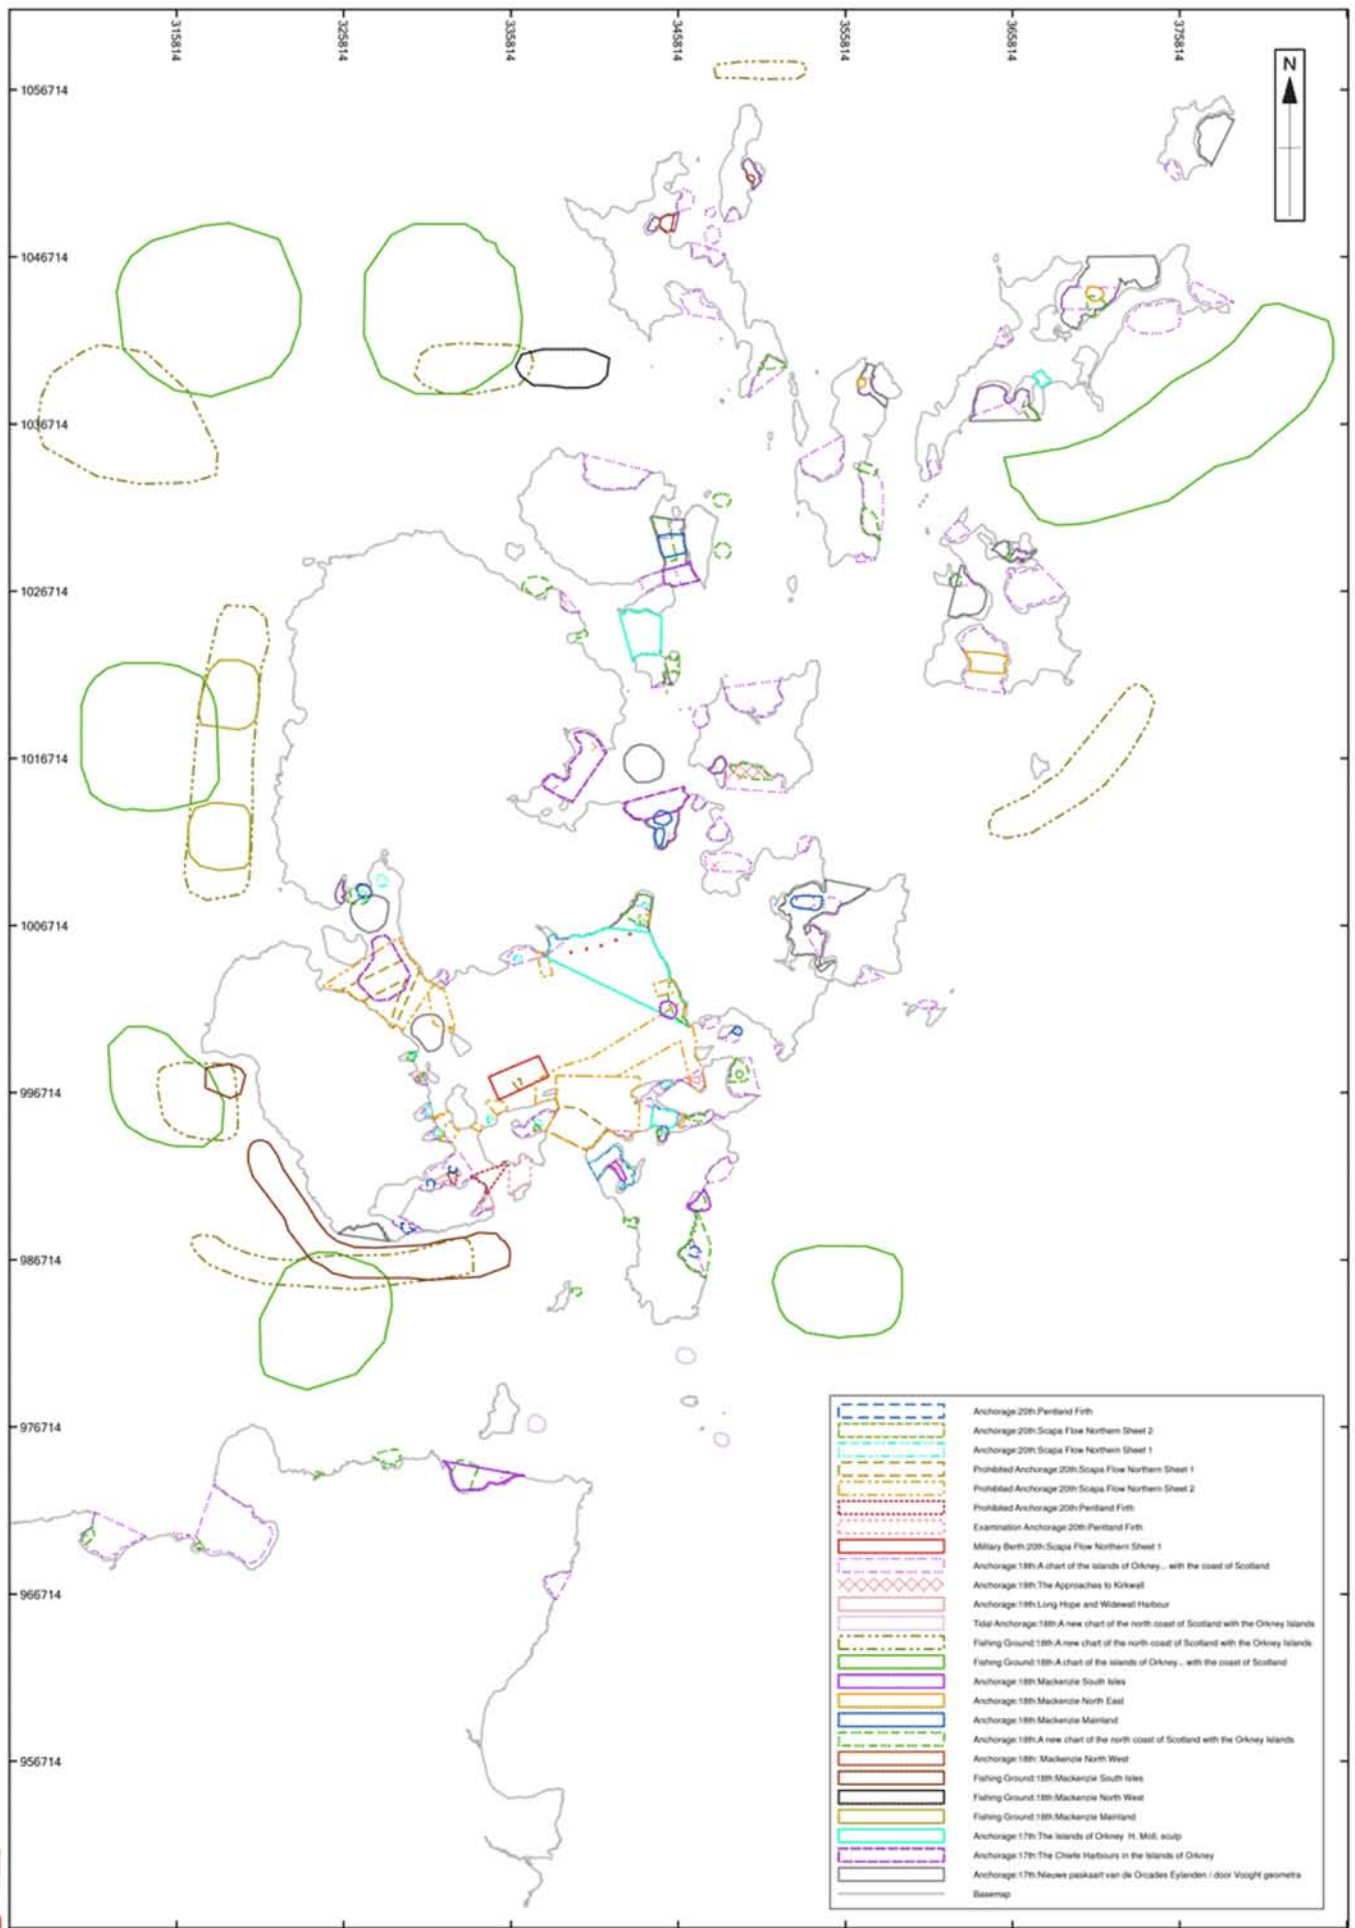 315814
325814
335814
345814
355814
365814
375814
N
1056714
1046714
1036714
1026714
1016714
1006714
996714
986714
976714
966714
956714
Anchorage:20th:Pentland Firth
Anchorage:20th:Scapa Flow Northern Sheet 2
Anchorage:20th:Scapa Flow Northern Sheet 1
Prohibited Anchorage:20th:Scapa Flow Northern Sheet 1
Prohibited Anchorage:20th:Scapa Flow Northern Sheet 2
Prohibited Anchorage:20th:Pentland Firth
Examination Anchorage:20th:Pentland Firth
Military Berth:20th:Scapa Flow Northern Sheet 1
Anchorage:18th:A chart of the islands of Orkney... with the coast of Scotland
Anchorage:19th:The Approaches to Kirkwall
Anchorage:19th:Long Hope and Widewall Harbour
Tidal Anchorage:18th:A new chart of the north coast of Scotland with the Orkney Islands
Fishing Ground:18th:A new chart of the north coast of Scotland with the Orkney Islands
Fishing Ground:18th:A chart of the islands of Orkney... with the coast of Scotland
Anchorage:18th:Mackenzie South Isles
Anchorage:18th:Mackenzie North East
Anchorage:18th:Mackenzie Mainland
Anchorage:18th:A new chart of the north coast of Scotland with the Orkney Islands
Anchorage:18th: Mackenzie North West
Fishing Ground:18th:Mackenzie South Isles
Fishing Ground:18th:Mackenzie North West
Fishing Ground:18th:Mackenzie Mainland
Anchorage:17th:The Islands of Orkney H. Moll, sculp
Anchorage:17th:The Chiefe Harbours in the Islands of Orkney
Anchorage:17th:Nieuwe paskaart van de Orcades Eylanden / door Vooght geometra
Basemap